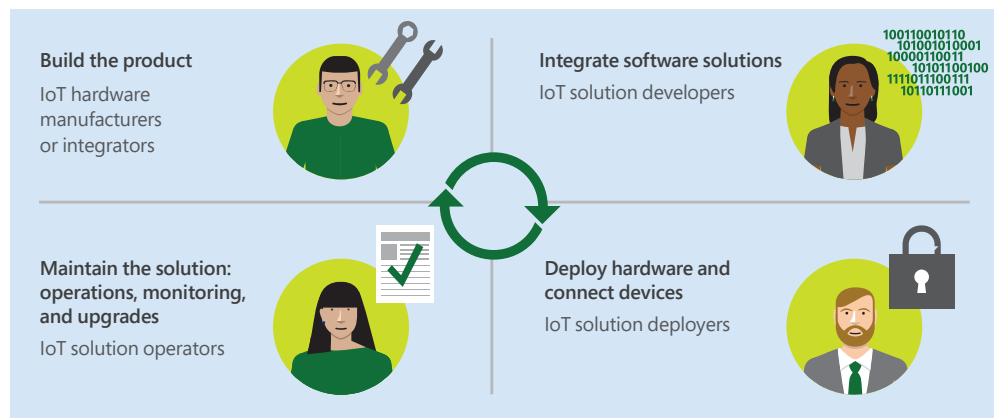 Build the product
IoT hardware
manufacturers
or integrators
Integrate software solutions
IoT solution developers
100110010110
101001010001
10000110011
10101100100
1111011100111
10110111001
Maintain the solution:
operations, monitoring,
and upgrades
IoT solution operators
Deploy hardware and
connect devices
IoT solution deployers